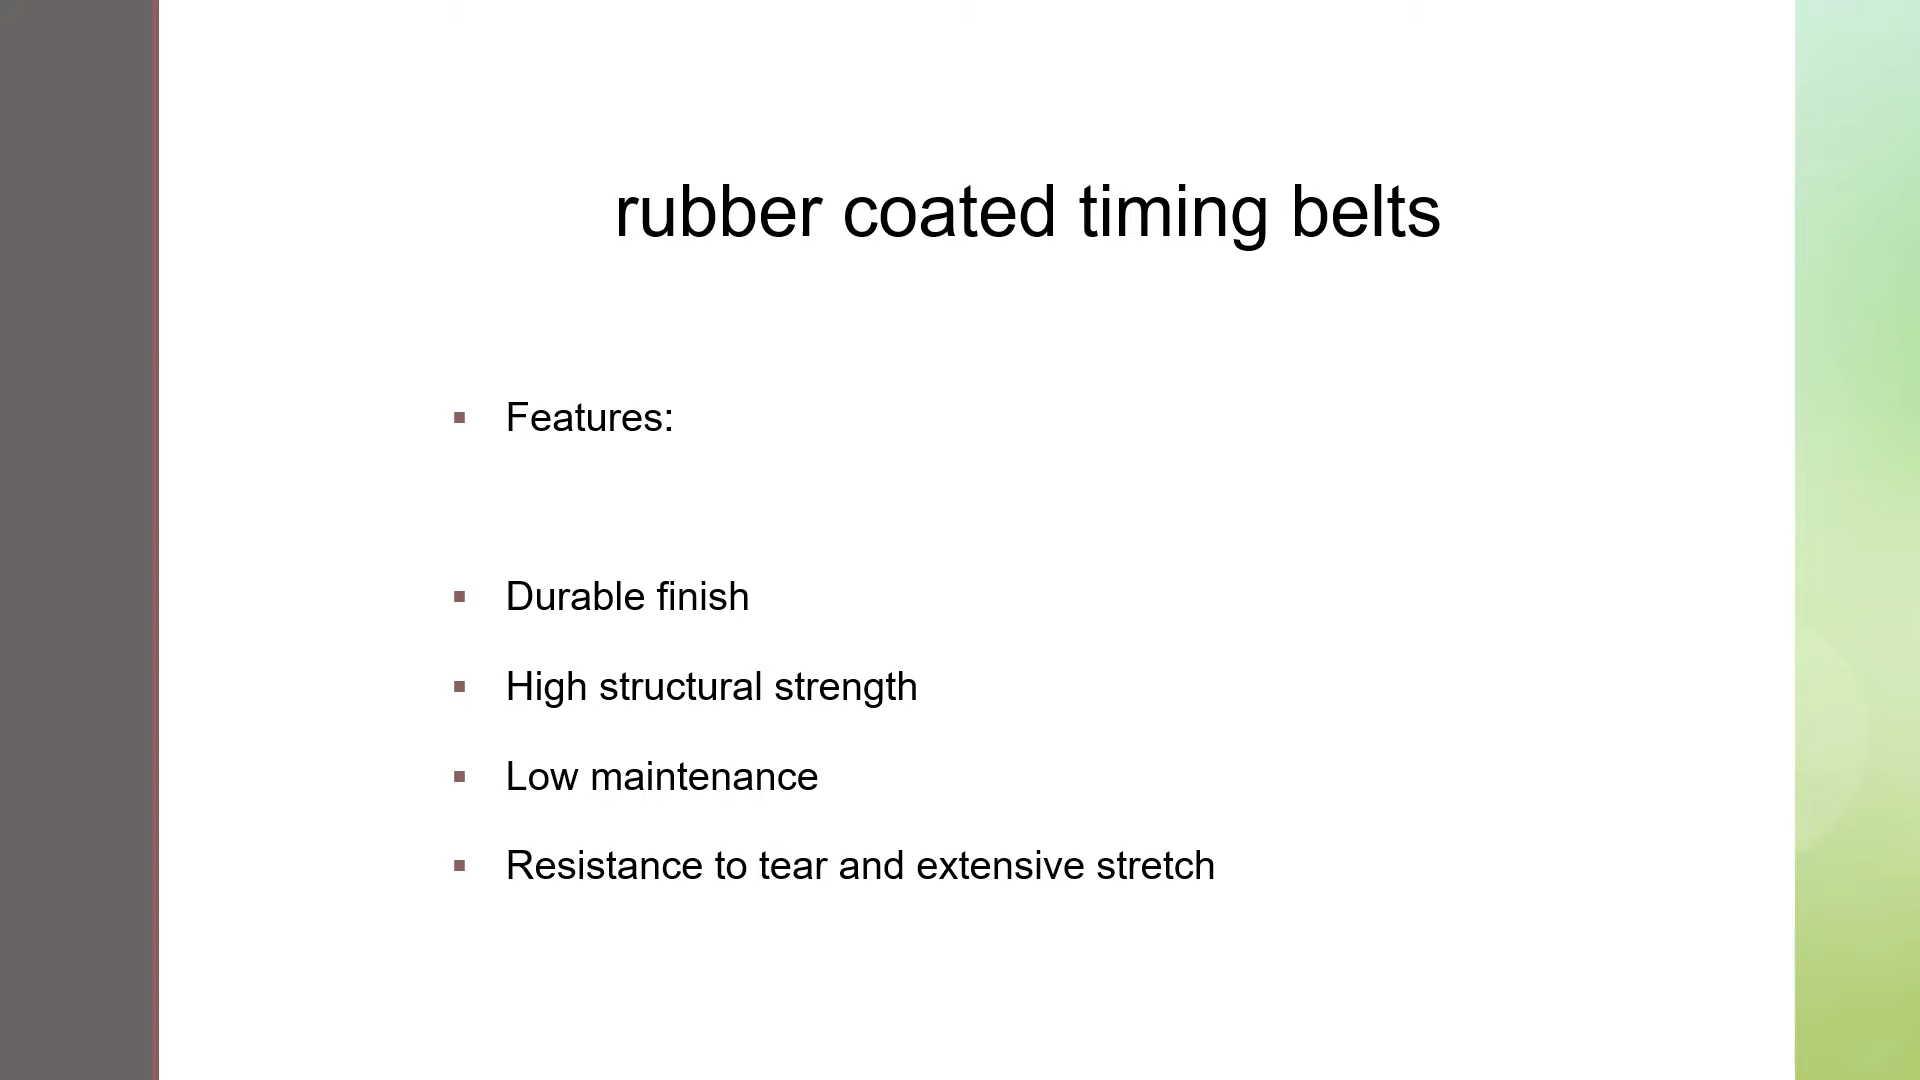 rubber coated timing belts
Features:
Durable finish
High structural strength
Low maintenance
Resistance to tear and extensive stretch